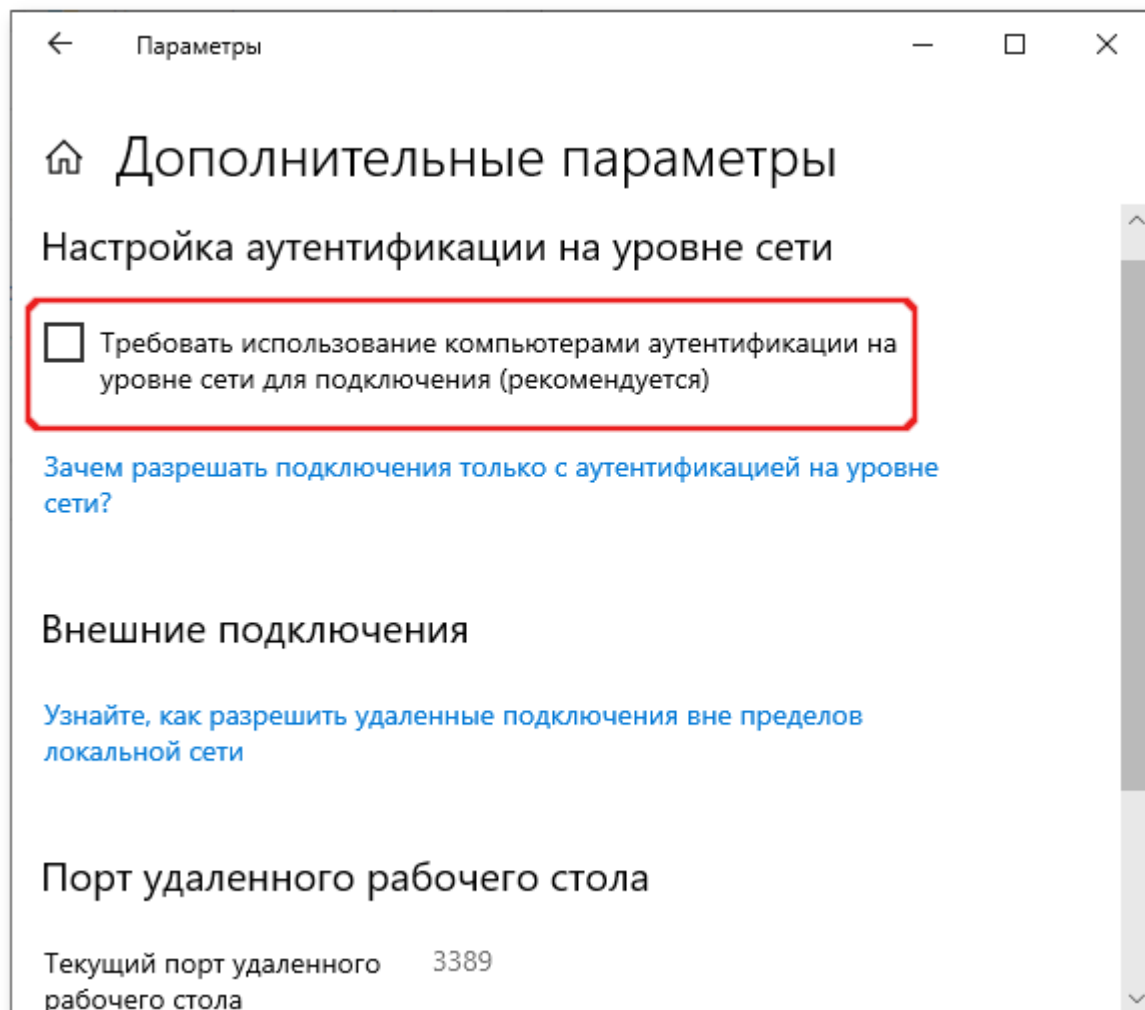 Параметры
Дополнительные параметры
Настройка аутентификации на уровне сети
Требовать использование компьютерами аутентификации на
уровне сети для подключения (рекомендуется)
Зачем разрешать подключения только с аутентификацией на уровне
сети?
Внешние подключения
Узнайте, как разрешить удаленные подключения вне пределов
локальной сети
Порт удаленного рабочего стола
Текущий порт удаленного 3389
рабочего стола